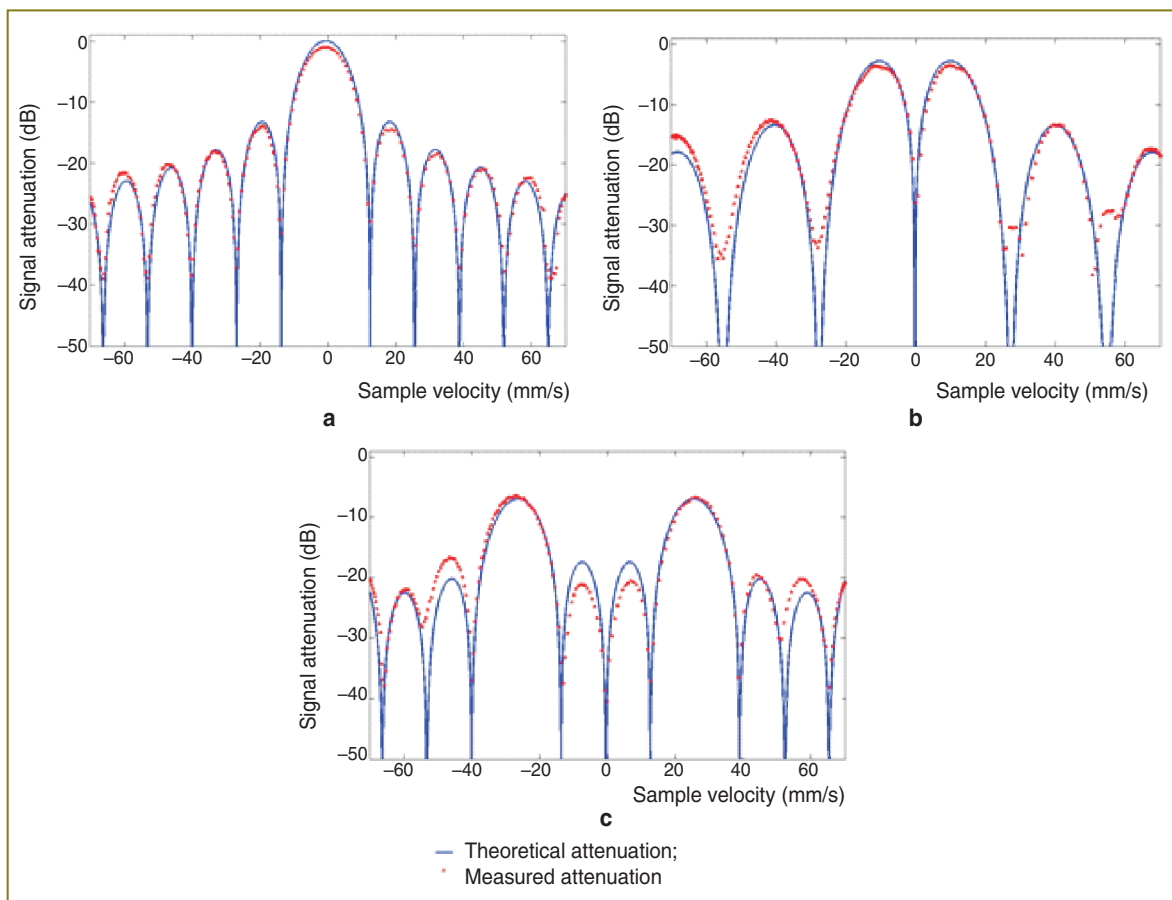 0
−10
−20
−30
−40
−50
Signal attenuation (dB)
−60 −40 −20 0 20 40 60
Sample velocity (mm/s)
a
0
−10
−20
−30
−40
−50
Signal attenuation (dB)
−60 −40 −20 0 20 40 60
Sample velocity (mm/s)
b
0
−10
−20
−30
−40
−50
Signal attenuation (dB)
−60 −40 −20 0 20 40 60
Sample velocity (mm/s)
c
Theoretical attenuation;
Measured attenuation